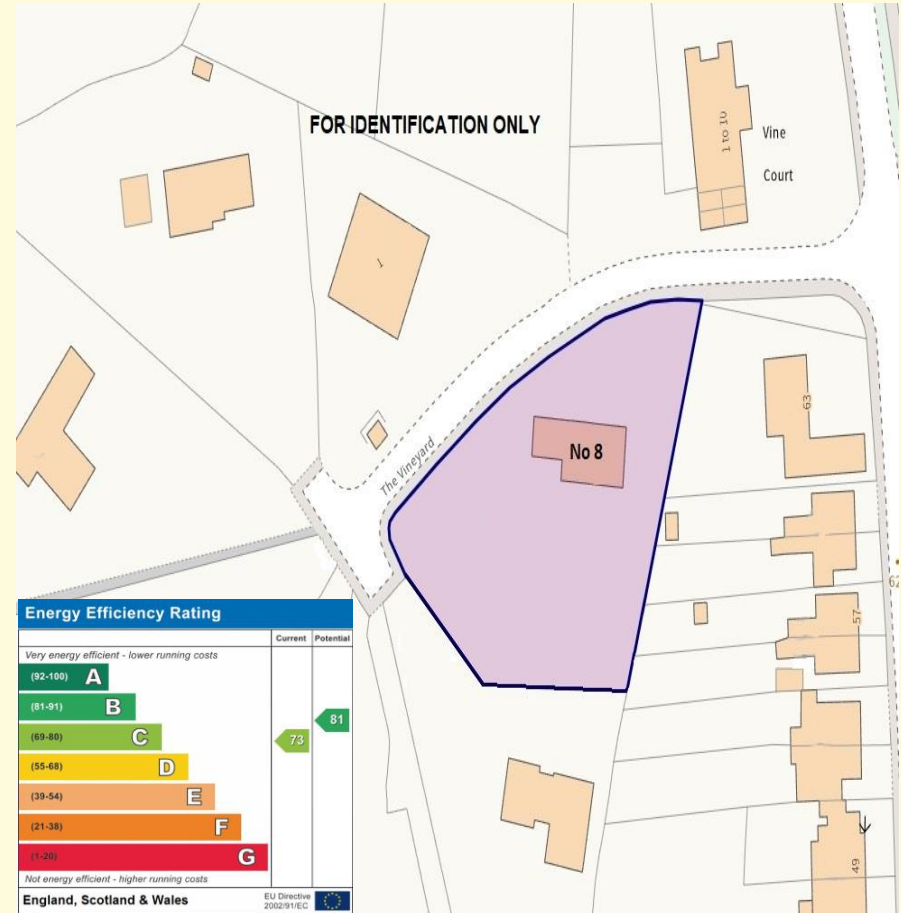 FOR IDENTIFICATION ONLY
1 to 10
Vine
Court
1
63
The Vineyard
No 8
62
57
49
Energy Efficiency Rating
Current Potential
Very energy efficient - lower running costs
(92-100) A
(81-91) B
81
(69-80) C
73
(55-68) D
(39-54) E
(21-38) F
(1-20) G
Not energy efficient - higher running costs
England, Scotland & Wales
EU Directive
2002/91/EC